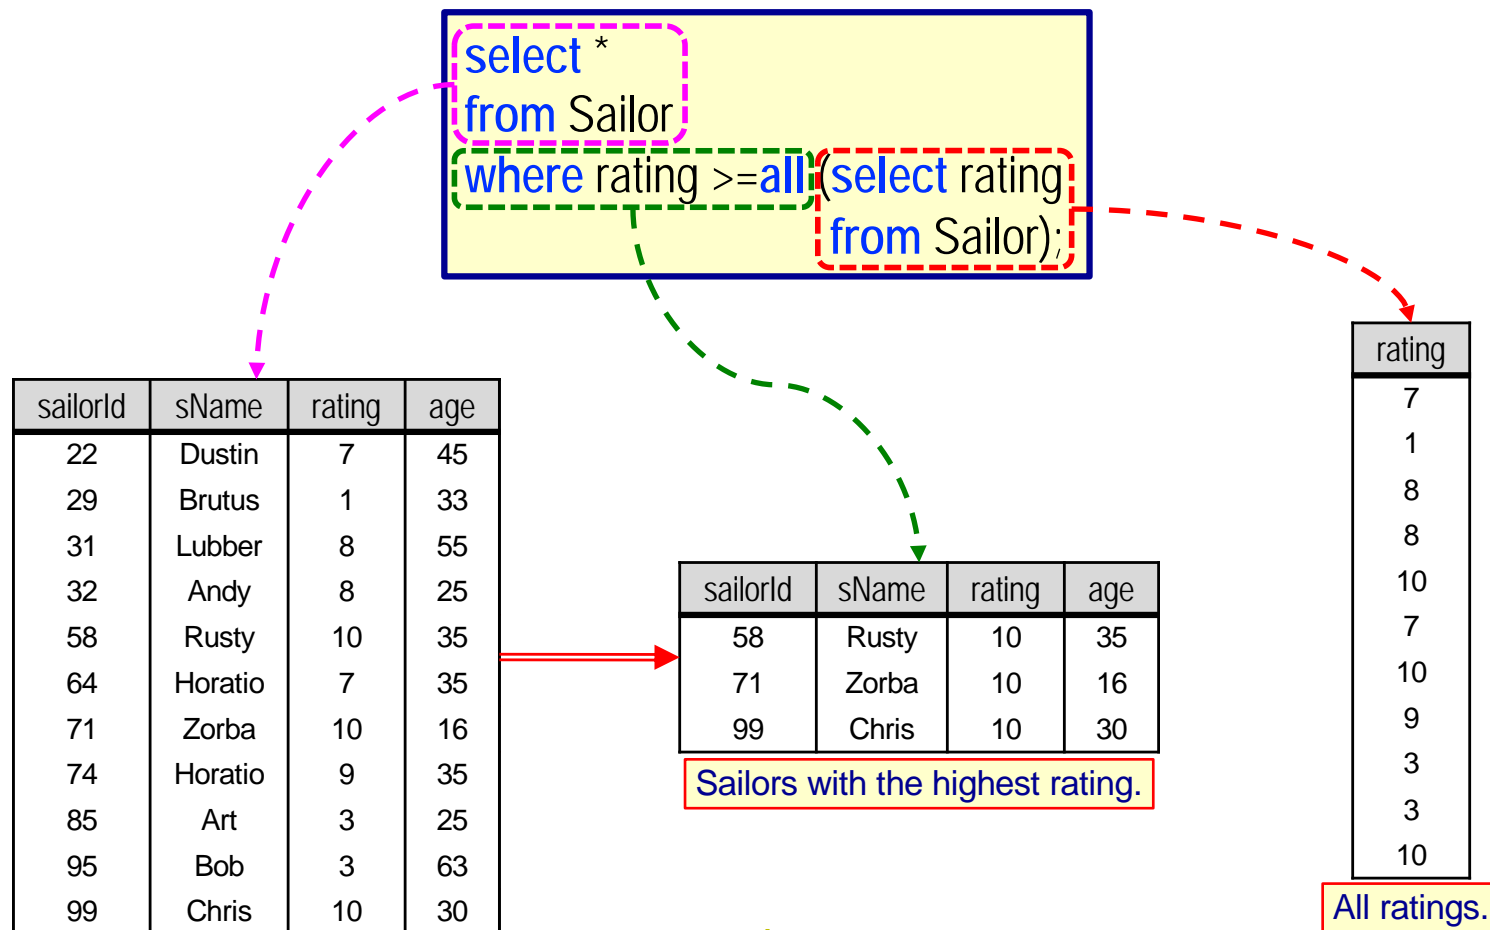 select *
from Sailor
where rating >=all (select rating
from Sailor);
sailorId sName rating age
22 Dustin 7 45
29 Brutus 1 33
31 Lubber 8 55
32 Andy 8 25
58 Rusty 10 35
64 Horatio 7 35
71 Zorba 10 16
74 Horatio 9 35
85 Art 3 25
95 Bob 3 63
99 Chris 10 30
sailorId sName rating age
58 Rusty 10 35
71 Zorba 10 16
99 Chris 10 30
Sailors with the highest rating.
rating
7
1
8
8
10
7
10
9
3
3
10
All ratings.